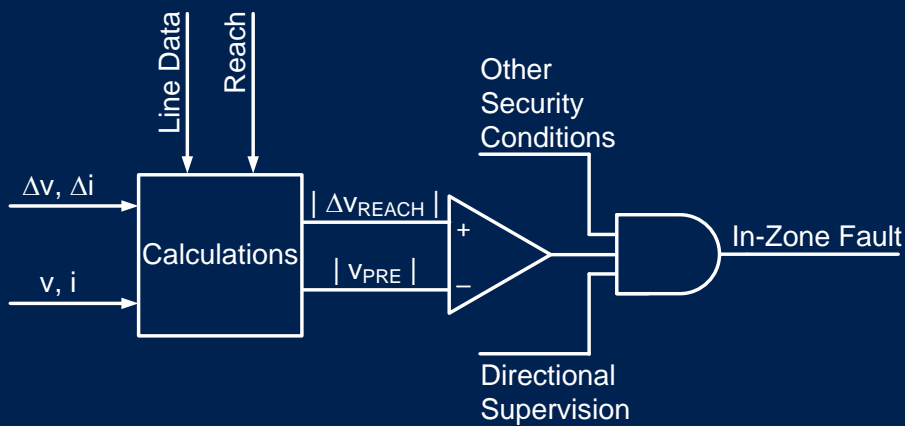 Line Data
Reach
Other
Security
Conditions
Δv, Δi
| ΔvREACH |
+
In-Zone Fault
Calculations
v, i
| vPRE |
–
Directional
Supervision